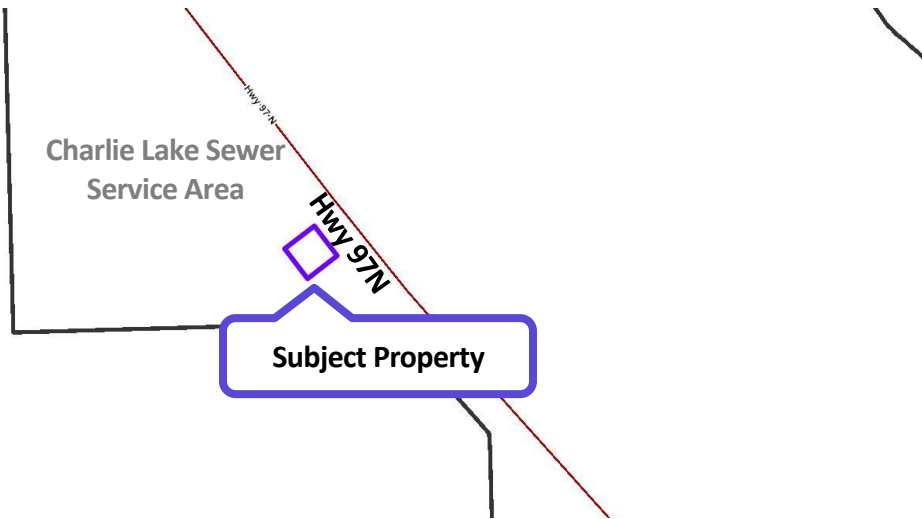 Hwy 97-N
Charlie Lake Sewer
Service Area
Hwy 97N
Subject Property